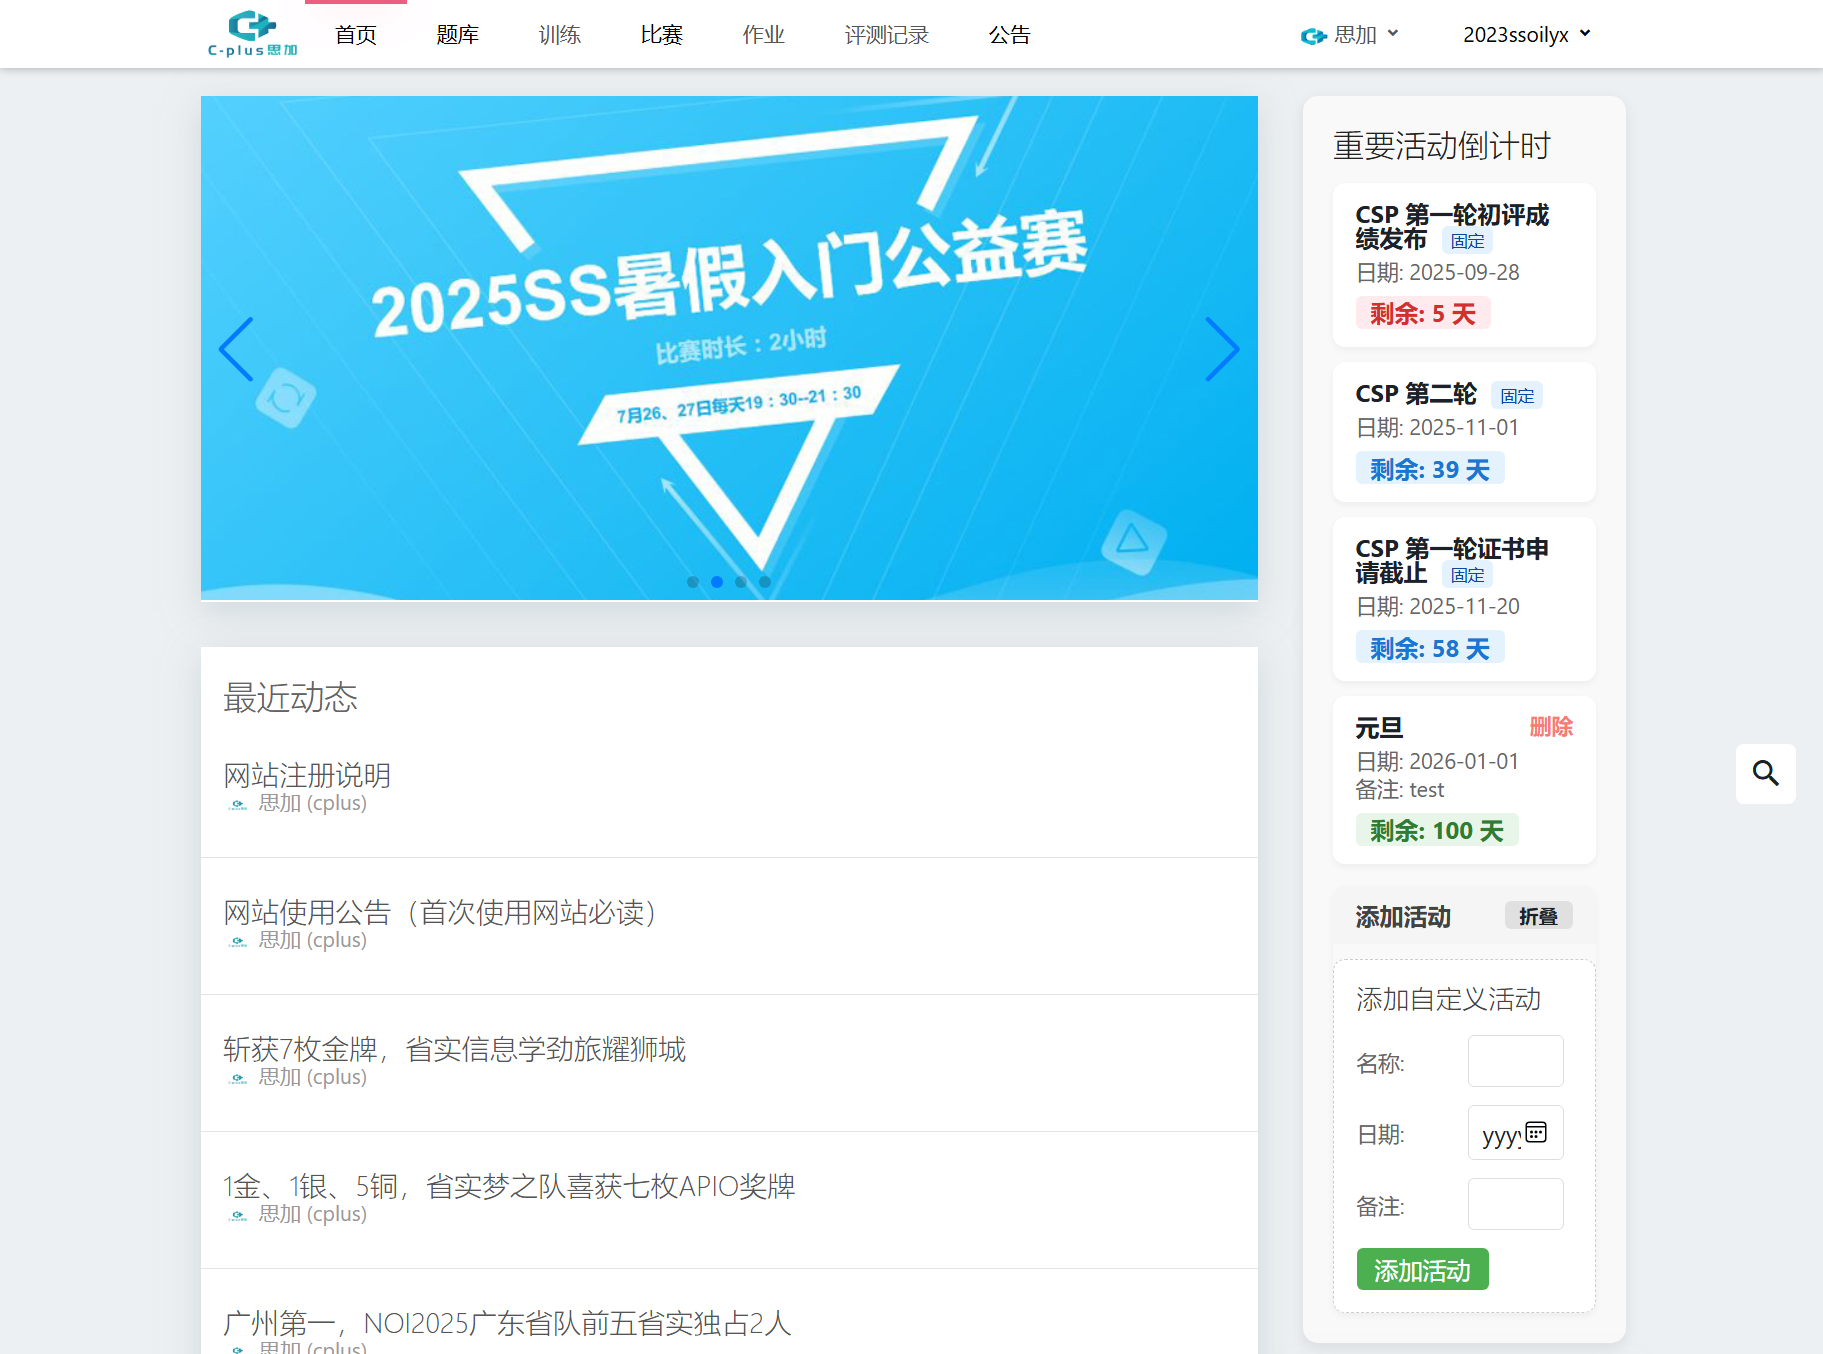 C-plus思加
首页 题库 训练 比赛 作业 评测记录 公告
思加
2023ssoilyx
2025SS暑假入门公益赛
比赛时长：2小时
7月26、27日每天19：30--21：30
最近动态
网站注册说明
思加 (cplus)
网站使用公告（首次使用网站必读）
思加 (cplus)
斩获7枚金牌，省实信息学劲旅耀狮城
思加 (cplus)
1金、1银、5铜，省实梦之队喜获七枚APIO奖牌
思加 (cplus)
广州第一，NOI2025广东省队前五省实独占2人
思加 (cplus)
重要活动倒计时
CSP 第一轮初评成
绩发布 固定
日期: 2025-09-28
剩余: 5 天
CSP 第二轮 固定
日期: 2025-11-01
剩余: 39 天
CSP 第一轮证书申
请截止 固定
日期: 2025-11-20
剩余: 58 天
元旦 删除
日期: 2026-01-01
备注: test
剩余: 100 天
添加活动 折叠
添加自定义活动
名称:
日期: yyyy
备注:
添加活动